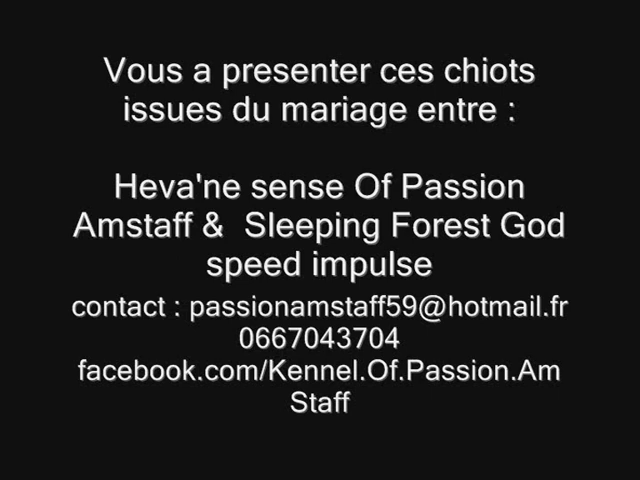 Vous a presenter ces chiots
issues du mariage entre :
Heva'ne sense Of Passion
Amstaff & Sleeping Forest God
speed impulse
contact : passionamstaff59@hotmail.fr
0667043704
facebook.com/Kennel.Of.Passion.Am
Staff